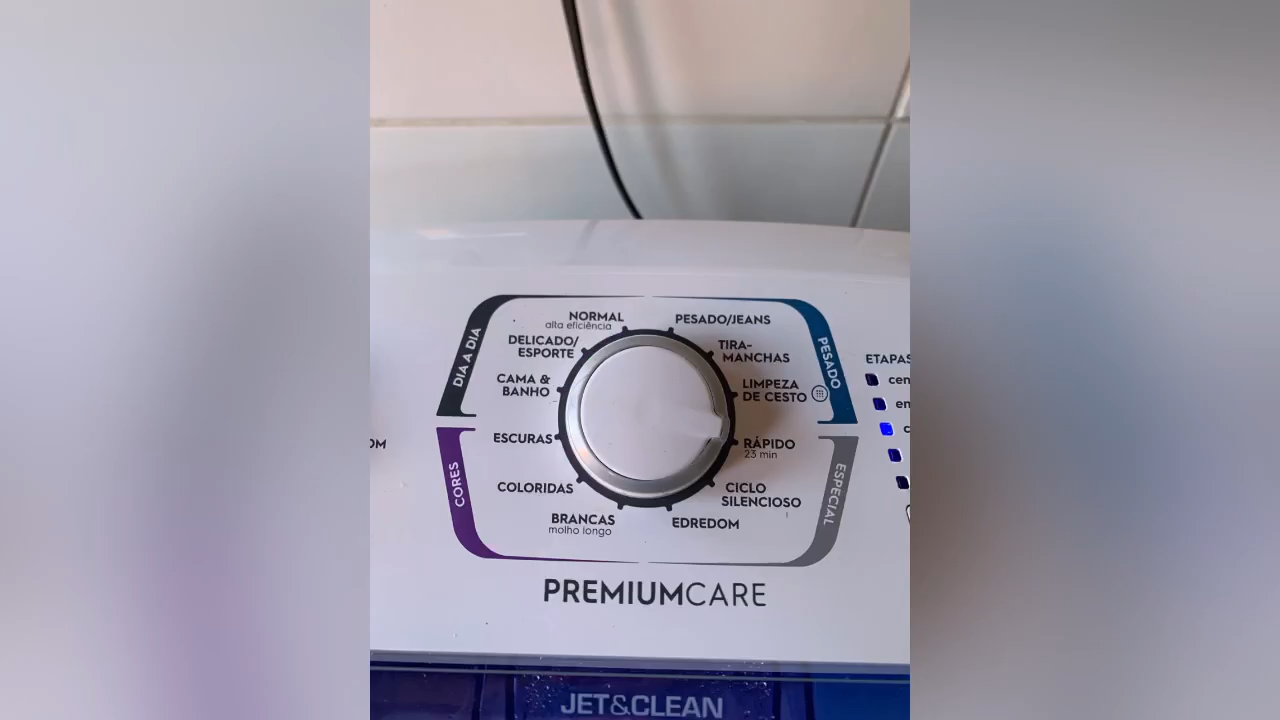 NORMAL
alta eficiência
PESADO/JEANS
DELICADO/
ESPORTE
TIRA-
MANCHAS
CAMA &
BANHO
LIMPEZA
DE CESTO
ESCURAS
RÁPIDO
23 min
COLORIDAS
CICLO
SILENCIOSO
BRANCAS
molho longo
EDREDOM
DIA A DIA
PESADO
CORES
ESPECIAL
ETAPAS
PREMIUMCARE
JET&CLEAN